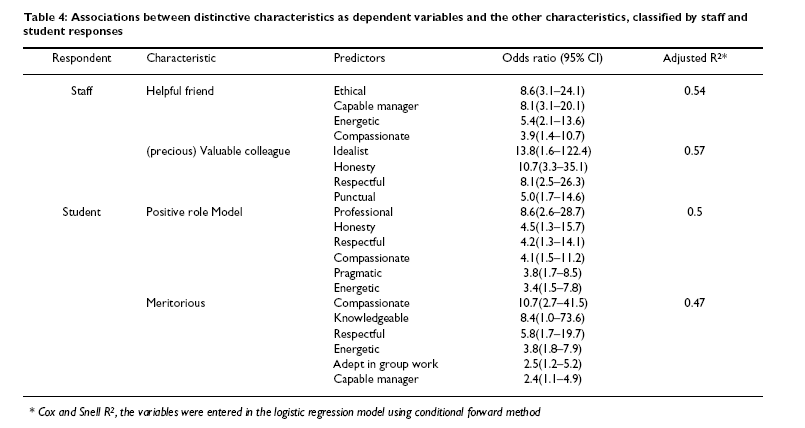 Table 4: Associations between distinctive characteristics as dependent variables and the other characteristics, classified by staff and
student responses
Respondent Characteristic Predictors Odds ratio (95% CI) Adjusted R²*
Staff Helpful friend Ethical 8.6(3.1–24.1) 0.54
Capable manager 8.1(3.1–20.1)
Energetic 5.4(2.1–13.6)
Compassionate 3.9(1.4–10.7)
(precious) Valuable colleague Idealist 13.8(1.6–122.4) 0.57
Honesty 10.7(3.3–35.1)
Respectful 8.1(2.5–26.3)
Punctual 5.0(1.7–14.6)
Student Positive role Model Professional 8.6(2.6–28.7) 0.5
Honesty 4.5(1.3–15.7)
Respectful 4.2(1.3–14.1)
Compassionate 4.1(1.5–11.2)
Pragmatic 3.8(1.7–8.5)
Energetic 3.4(1.5–7.8)
Meritorious Compassionate 10.7(2.7–41.5) 0.47
Knowledgeable 8.4(1.0–73.6)
Respectful 5.8(1.7–19.7)
Energetic 3.8(1.8–7.9)
Adept in group work 2.5(1.2–5.2)
Capable manager 2.4(1.1–4.9)
* Cox and Snell R², the variables were entered in the logistic regression model using conditional forward method